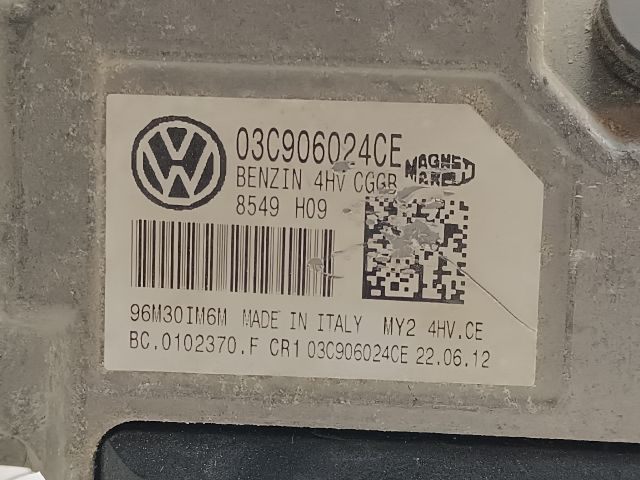 03C906024CE
MAGNETI
MARELLI
BENZIN 4HV CGGB
8549 H09
96M30IM6M MADE IN ITALY MY2 4HV.CE
BC.0102370.F CR1 03C906024CE 22.06.12